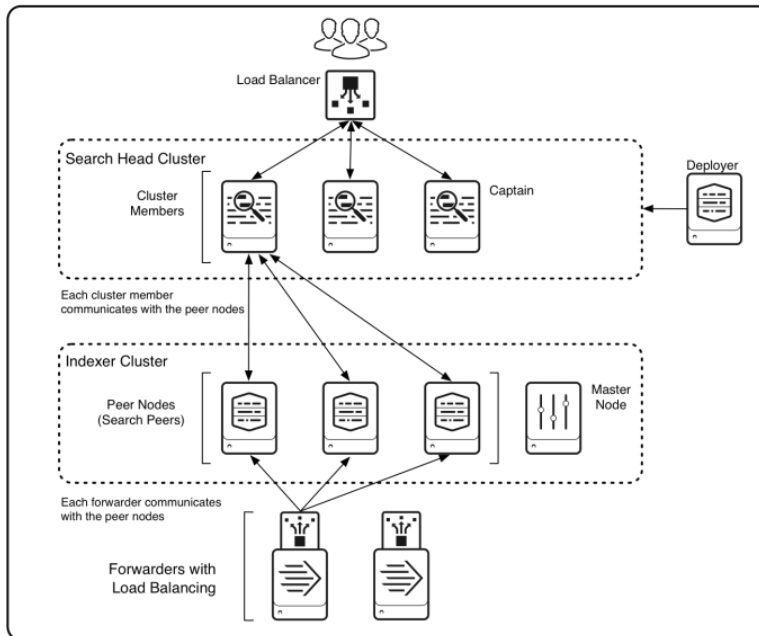 Load Balancer
Search Head Cluster
Deployer
Cluster
Members
Captain
Each cluster member
communicates with the peer nodes
Indexer Cluster
Peer Nodes
(Search Peers)
Master
Node
Each forwarder communicates
with the peer nodes
Forwarders with
Load Balancing